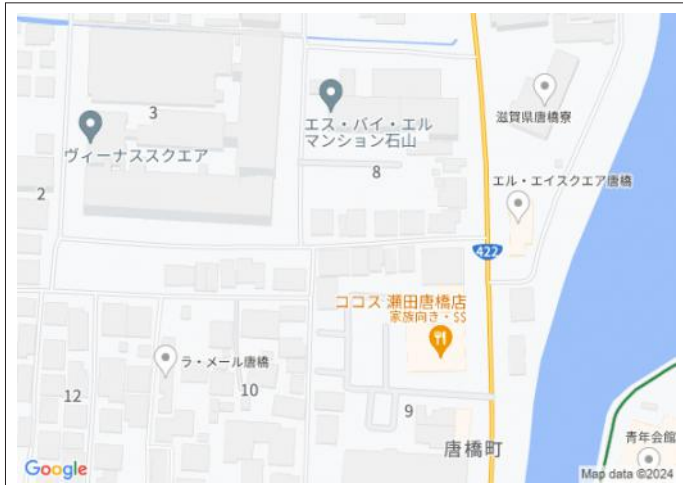 3
エス・バイ・エル
マンション石山
滋賀県唐橋寮
ヴィーナススクエア
8
エル・エイスクエア唐橋
2
422
ココス 瀬田唐橋店
家族向き・$$
ラ・メール唐橋
10
12
9
唐橋町
青年会館
Google
Map data ©2024